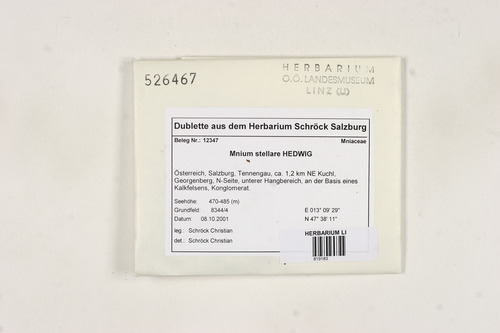 526467
HERBARIUM
O.Ö. LANDESMUSEUM
LINZ (LI)
Dublette aus dem Herbarium Schröck Salzburg
Beleg Nr.: 12347 Mniaceae
Mnium stellare HEDWIG
Österreich, Salzburg, Tennengau, ca. 1,2 km NE Kuchl,
Georgenberg, N-Seite, unterer Hangbereich, an der Basis eines
Kalkfelsens, Konglomerat.
Seehöhe: 470-485 (m)
Grundfeld: 8344/4 E 013° 09' 29"
Datum: 08.10.2001 N 47° 38' 11"
leg.: Schröck Christian
det.: Schröck Christian
HERBARIUM LI